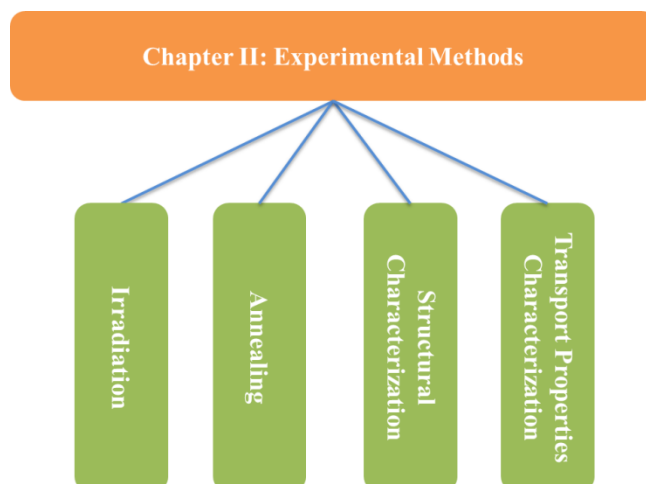 Chapter II: Experimental Methods
Irradiation
Annealing
Structural
Characterization
Transport Properties
Characterization